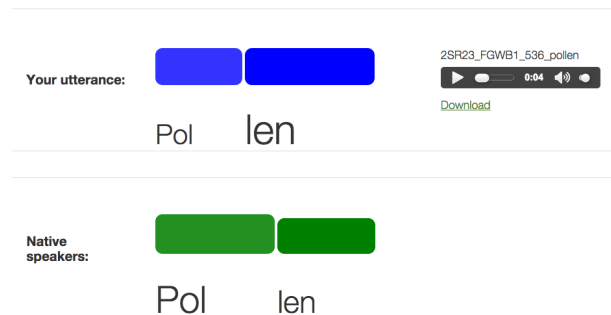 2SR23_FGWB1_536_pollen
Your utterance:
0:04
Download
Pol len
Native
speakers:
Pol len